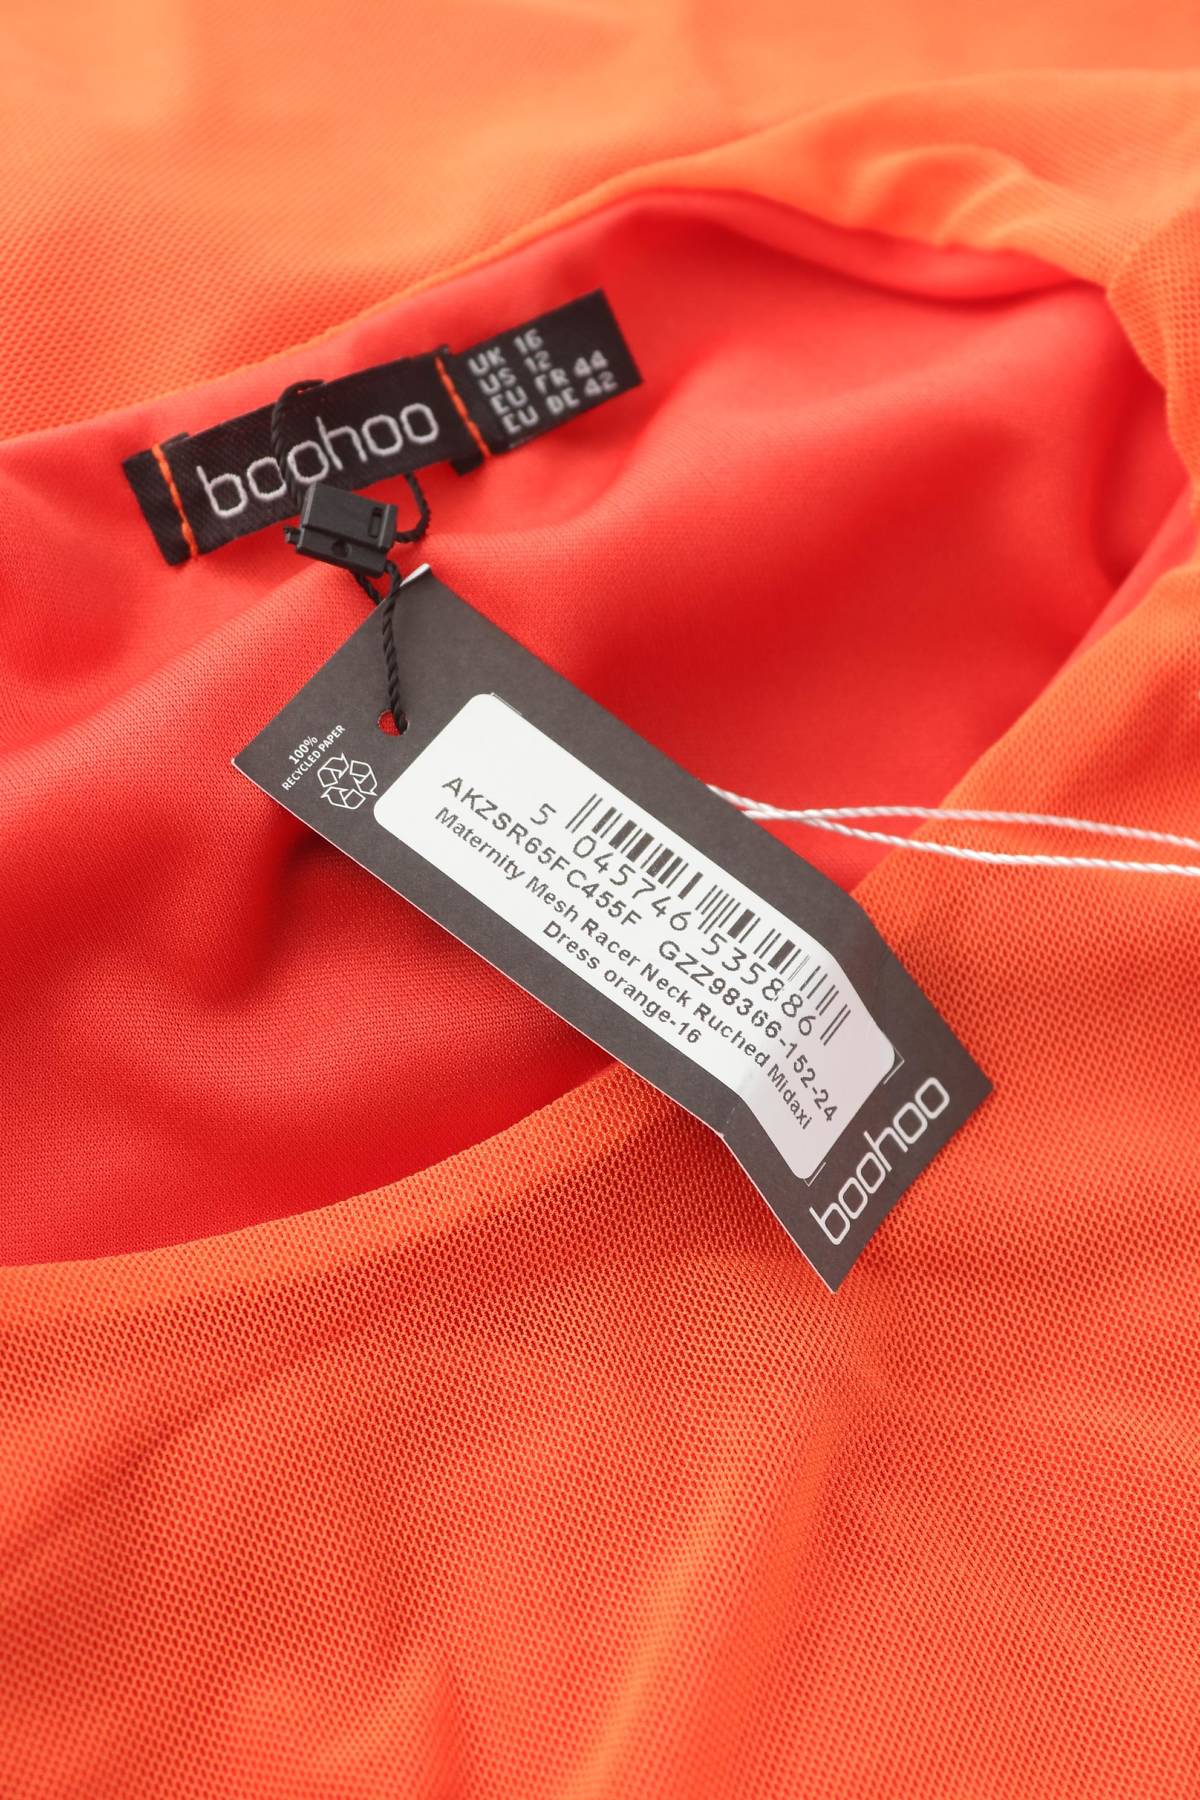 boohoo
UK 16
US 12
EU FR 44
EU DE 42
100%
RECYCLED PAPER
5 045746 535886
AKZSR65FC455F GZZ98366-152-24
Maternity Mesh Racer Neck Ruched Midaxi
Dress orange-16
boohoo